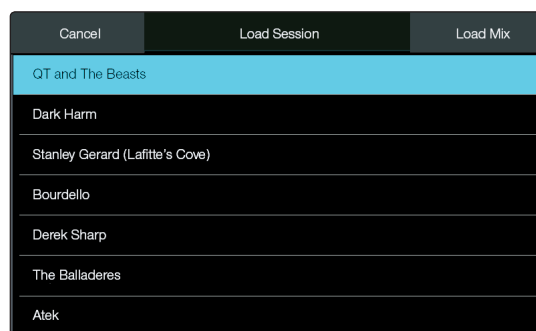 Cancel Load Session Load Mix
QT and The Beasts
Dark Harm
Stanley Gerard (Lafitte's Cove)
Bourdello
Derek Sharp
The Balladeres
Atek